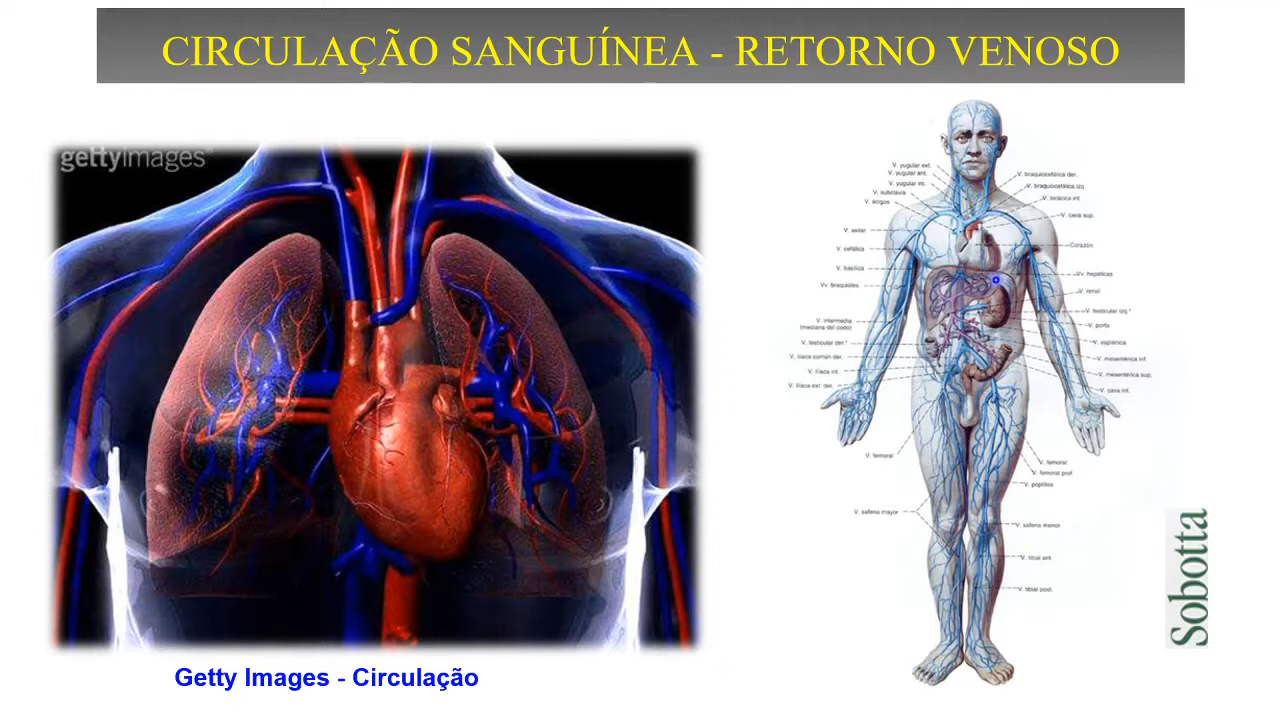 CIRCULAÇÃO SANGUÍNEA - RETORNO VENOSO
gettyimages®
V. yugular ext.
V. yugular ant.
V. yugular int.
V. subclavia
V. ácigos
V. axilar
V. cefálica
V. basílica
Vv. braquiales
V. intermedia
(mediana del codo)
V. testicular der.*
V. ilíaca común der.
V. ilíaca int.
V. ilíaca ext. der.
V. femoral
V. safena mayor
V. braquiocefálica der.
V. braquiocefálica izq.
V. torácica int.
V. cava sup.
Corazón
Vv. hepáticas
V. renal
V. testicular izq.*
V. porta
V. esplénica
V. mesentérica inf.
V. mesentérica sup.
V. cava inf.
V. femoral
V. femoral prof.
V. poplítea
V. safena menor
V. tibial ant.
V. tibial post.
Sobotta
Getty Images - Circulação